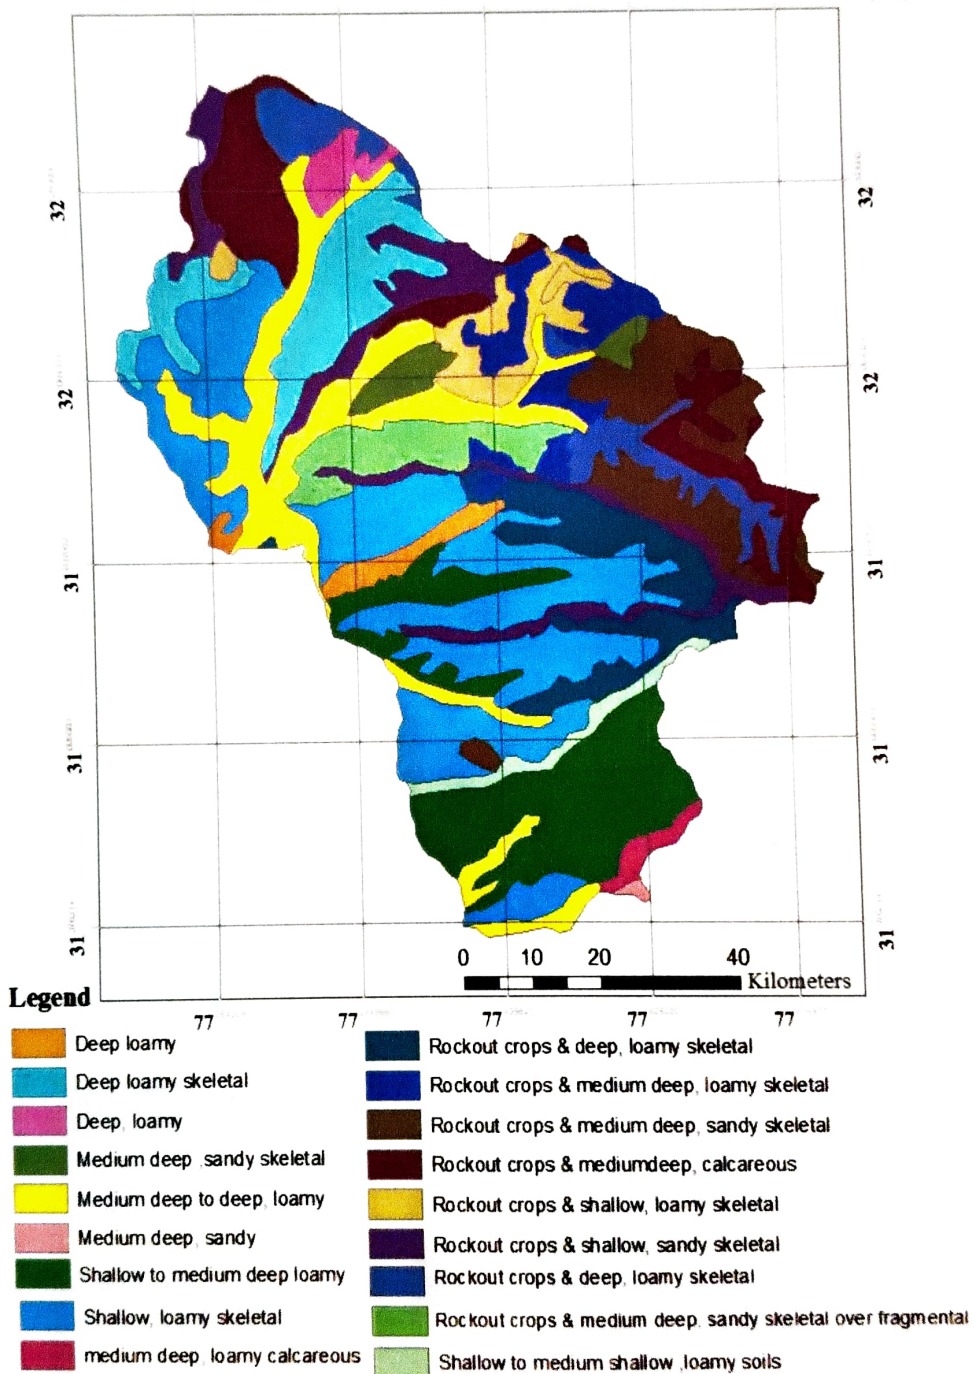 32
32
32
32
31
31
31
31
31
31
0 10 20 40
Kilometers
Legend
77 77 77 77 77
Deep loamy
Deep loamy skeletal
Deep, loamy
Medium deep ,sandy skeletal
Medium deep to deep, loamy
Medium deep, sandy
Shallow to medium deep loamy
Shallow, loamy skeletal
medium deep, loamy calcareous
Rockout crops & deep, loamy skeletal
Rockout crops & medium deep, loamy skeletal
Rockout crops & medium deep, sandy skeletal
Rockout crops & mediumdeep, calcareous
Rockout crops & shallow, loamy skeletal
Rockout crops & shallow, sandy skeletal
Rockout crops & deep, loamy skeletal
Rockout crops & medium deep, sandy skeletal over fragmental
Shallow to medium shallow ,loamy soils